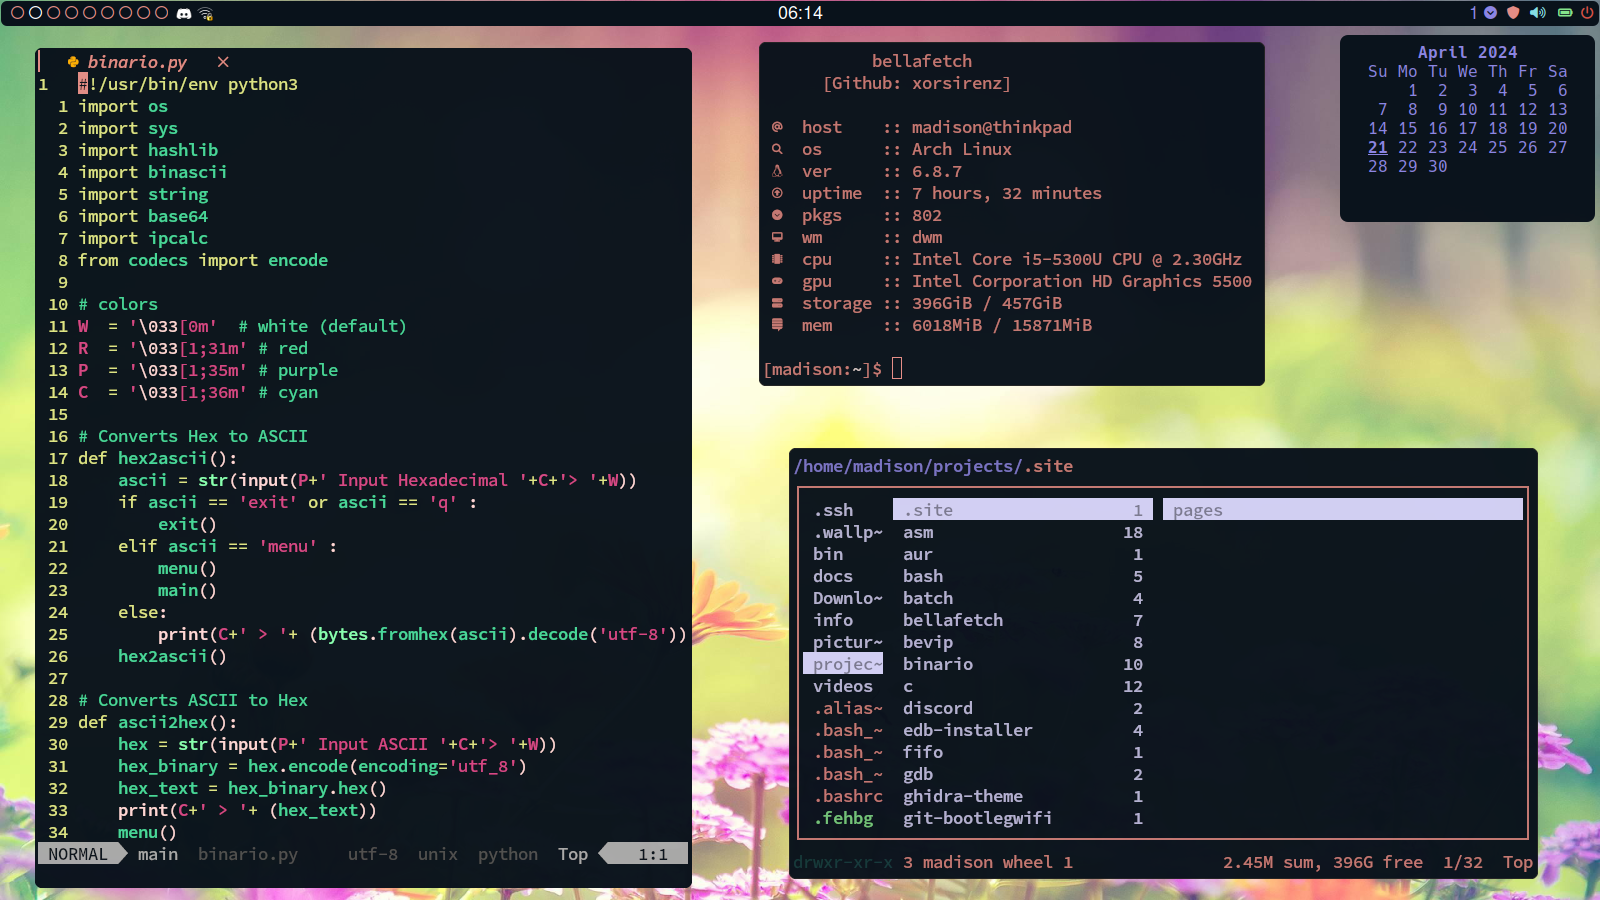 06:14
1
binario.py ×
1 #!/usr/bin/env python3
1 import os
2 import sys
3 import hashlib
4 import binascii
5 import string
6 import base64
7 import ipcalc
8 from codecs import encode
9
10 # colors
11 W = '\033[0m' # white (default)
12 R = '\033[1;31m' # red
13 P = '\033[1;35m' # purple
14 C = '\033[1;36m' # cyan
15
16 # Converts Hex to ASCII
17 def hex2ascii():
18 ascii = str(input(P+' Input Hexadecimal '+C+'> '+W))
19 if ascii == 'exit' or ascii == 'q' :
20 exit()
21 elif ascii == 'menu' :
22 menu()
23 main()
24 else:
25 print(C+' > '+ (bytes.fromhex(ascii).decode('utf-8'))
26 hex2ascii()
27
28 # Converts ASCII to Hex
29 def ascii2hex():
30 hex = str(input(P+' Input ASCII '+C+'> '+W))
31 hex_binary = hex.encode(encoding='utf_8')
32 hex_text = hex_binary.hex()
33 print(C+' > '+ (hex_text))
34 menu()
NORMAL main binario.py utf-8 unix python Top 1:1
bellafetch
[Github: xorsirenz]
host :: madison@thinkpad
os :: Arch Linux
ver :: 6.8.7
uptime :: 7 hours, 32 minutes
pkgs :: 802
wm :: dwm
cpu :: Intel Core i5-5300U CPU @ 2.30GHz
gpu :: Intel Corporation HD Graphics 5500
storage :: 396GiB / 457GiB
mem :: 6018MiB / 15871MiB
[madison:~]$
April 2024
Su Mo Tu We Th Fr Sa
1 2 3 4 5 6
7 8 9 10 11 12 13
14 15 16 17 18 19 20
21 22 23 24 25 26 27
28 29 30
/home/madison/projects/.site
.ssh .site 1 pages
.wallp~ asm 18
bin aur 1
docs bash 5
Downlo~ batch 4
info bellafetch 7
pictur~ bevip 8
projec~ binario 10
videos c 12
.alias~ discord 2
.bash_~ edb-installer 4
.bash_~ fifo 1
.bash_~ gdb 2
.bashrc ghidra-theme 1
.fehbg git-bootlegwifi 1
drwxr-xr-x 3 madison wheel 1 2.45M sum, 396G free 1/32 Top